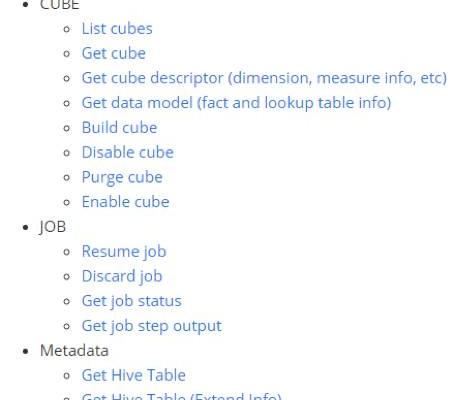 CUBE
List cubes
Get cube
Get cube descriptor (dimension, measure info, etc)
Get data model (fact and lookup table info)
Build cube
Disable cube
Purge cube
Enable cube
JOB
Resume job
Discard job
Get job status
Get job step output
Metadata
Get Hive Table
Get Hive Table (Extend Info)